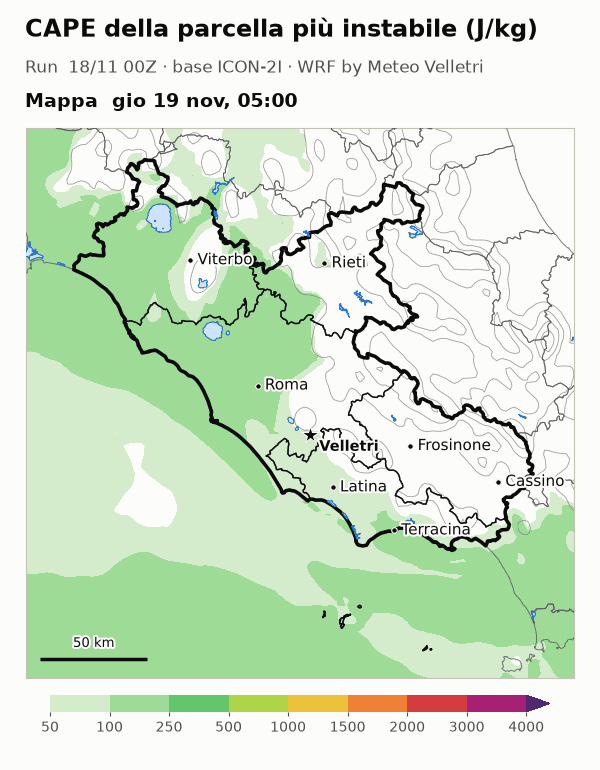 CAPE della parcella più instabile (J/kg)
Run 18/11 00Z · base ICON-2I · WRF by Meteo Velletri
Mappa gio 19 nov, 05:00
Viterbo
Rieti
Roma
Velletri
Frosinone
Latina
Cassino
Terracina
50 km
50 100 250 500 1000 1500 2000 3000 4000